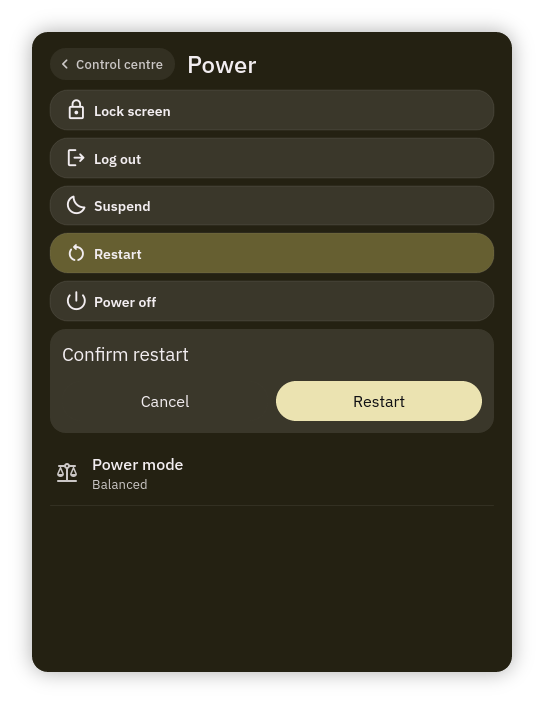 Control centre
Power
Lock screen
Log out
Suspend
Restart
Power off
Confirm restart
Cancel
Restart
Power mode
Balanced